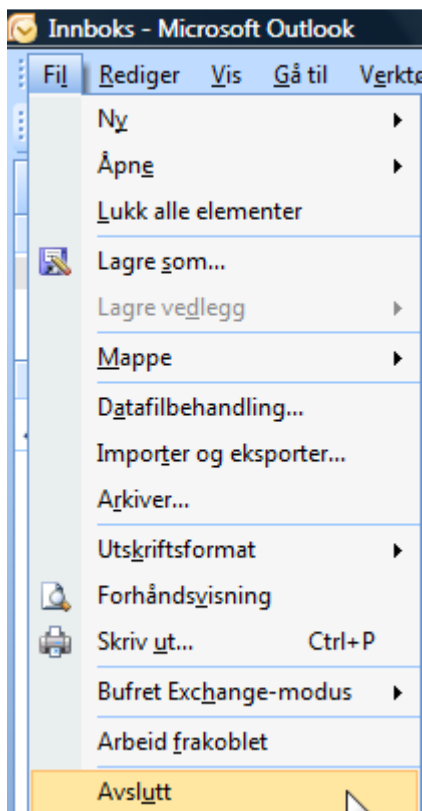 Innboks - Microsoft Outlook
Fil Rediger Vis Gå til
Ny
Åpne
Lukk alle elementer
Lagre som...
Lagre vedlegg
Mappe
Datafilbehandling...
Importer og eksporter...
Arkiver...
Utskriftsformat
Forhåndsvisning
Skriv ut... Ctrl+P
Bufret Exchange-modus
Arbeid frakoblet
Avslutt